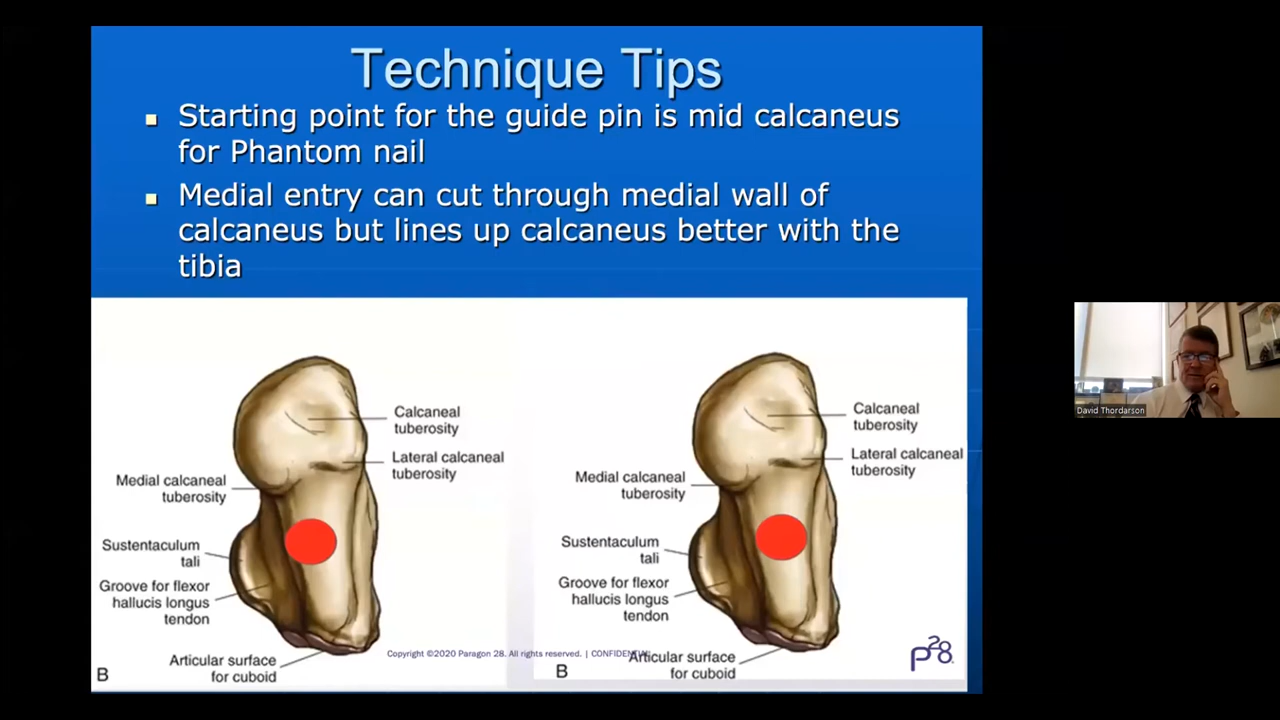 Technique Tips
Starting point for the guide pin is mid calcaneus
for Phantom nail
Medial entry can cut through medial wall of
calcaneus but lines up calcaneus better with the
tibia
Calcaneal
tuberosity
Lateral calcaneal
tuberosity
Medial calcaneal
tuberosity
Sustentaculum
tali
Groove for flexor
hallucis longus
tendon
Articular surface
for cuboid
B
Calcaneal
tuberosity
Lateral calcaneal
tuberosity
Medial calcaneal
tuberosity
Sustentaculum
tali
Groove for flexor
hallucis longus
tendon
Articular surface
for cuboid
B
Copyright ©2020 Paragon 28. All rights reserved. |
P28
David Thordarson